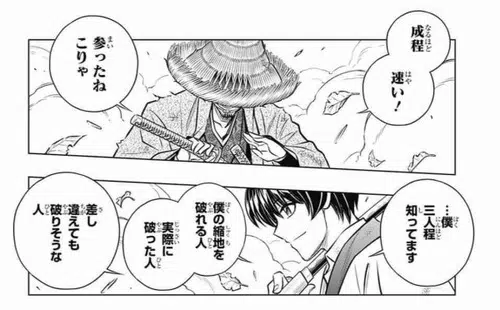 成程
速い！
参ったね
こりゃ
…僕
三人程
知ってます
僕の縮地を
破れる人
実際に
破った人
差し
違えても
破りそうな
人